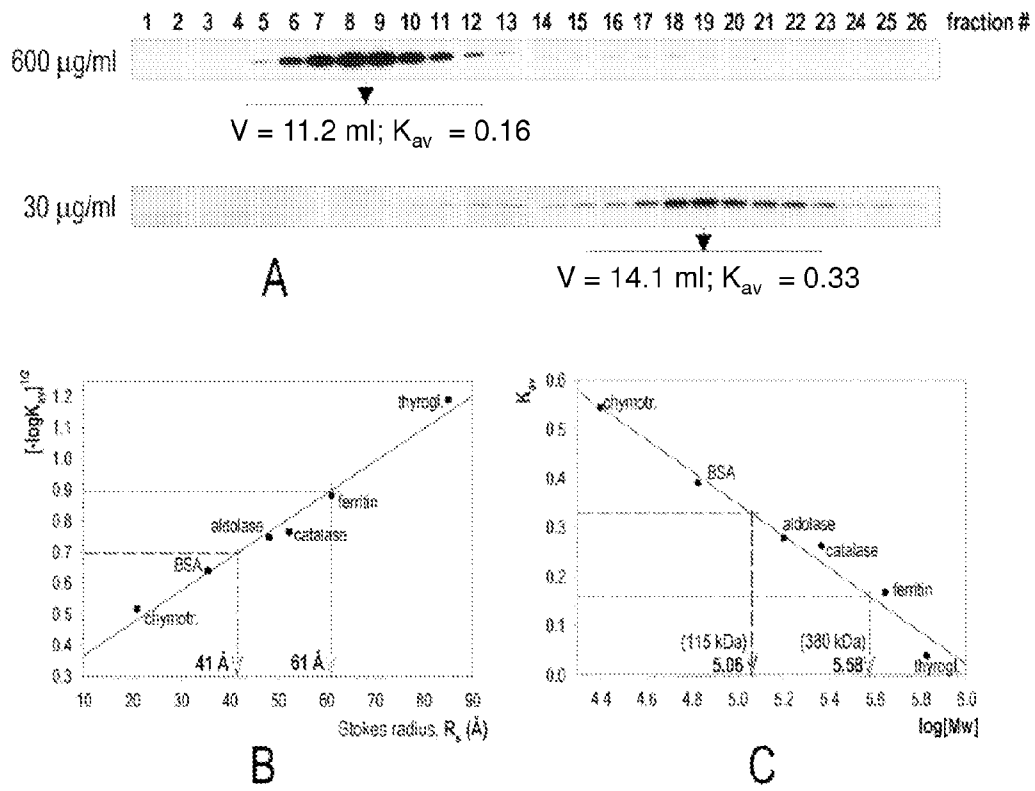 1 2 3 4 5 6 7 8 9 10 11 12 13 14 15 16 17 18 19 20 21 22 23 24 25 26 fraction #
600 µg/ml
V = 11.2 ml; Kav = 0.16
30 µg/ml
V = 14.1 ml; Kav = 0.33
A
[-logKav]1/2
1.2
1.1
1.0
0.9
0.8
0.7
0.6
0.5
0.4
0.3
thyrogl.
ferritin
aldolase
catalase
BSA
chymotr.
41 Å
61 Å
10 20 30 40 50 60 70 80 90
Stokes radius, Rs (Å)
B
Kav
0.6
0.5
0.4
0.3
0.2
0.1
0.0
chymotr.
BSA
aldolase
catalase
ferritin
(115 kDa)
5.06
(380 kDa)
5.58
thyrogl.
4.4 4.6 4.8 5.0 5.2 5.4 5.6 5.8 6.0
log[Mw]
C